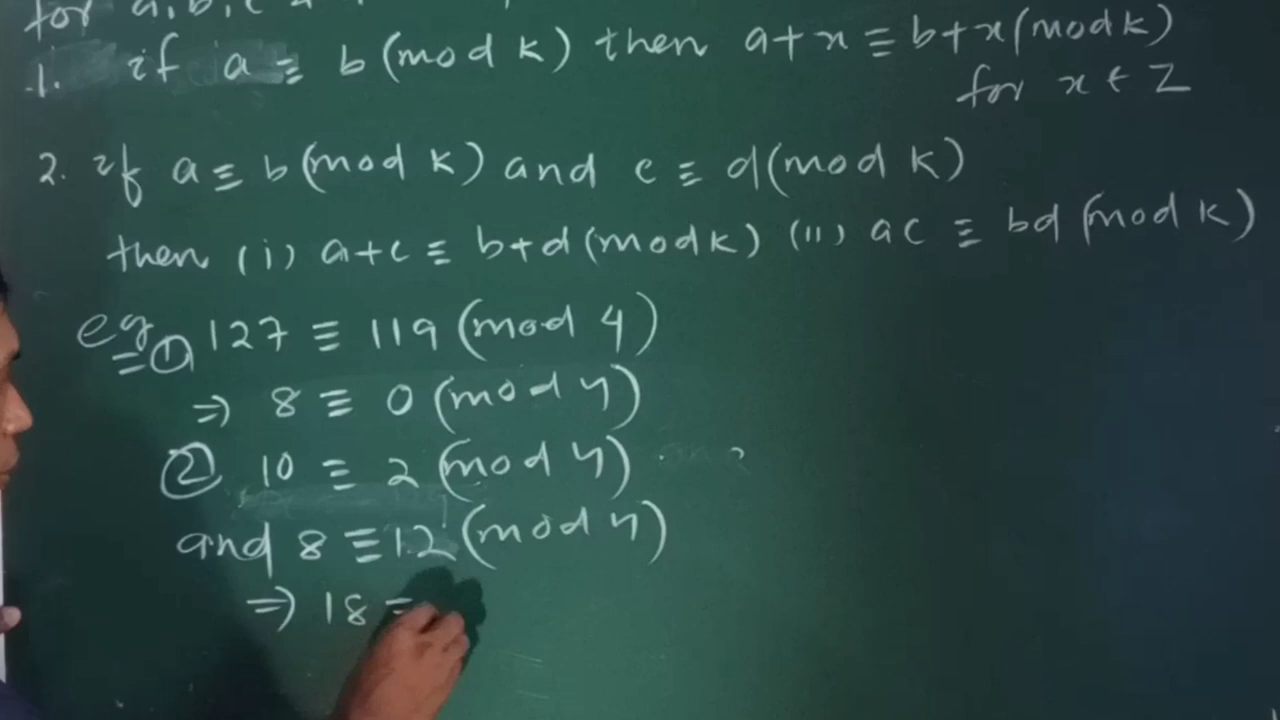 for a, b, c
1. if a ≡ b (mod k) then a+x ≡ b+x (mod k)
for x ∈ Z
2. if a ≡ b (mod k) and c ≡ d (mod k)
then (i) a+c ≡ b+d (mod k) (ii) ac ≡ bd (mod k)
eg ① 127 ≡ 119 (mod 4)
⇒ 8 ≡ 0 (mod 4)
② 10 ≡ 2 (mod 4)
and 8 ≡ 12 (mod 4)
⇒ 18 ≡